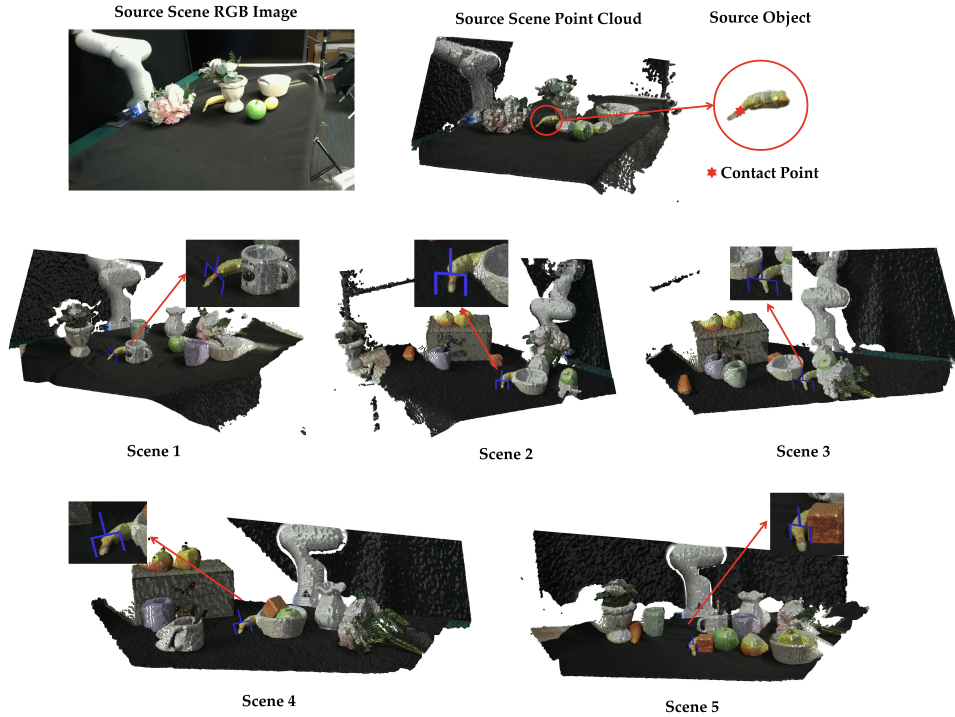 Source Scene RGB Image
Source Scene Point Cloud
Source Object
Contact Point
Scene 1
Scene 2
Scene 3
Scene 4
Scene 5